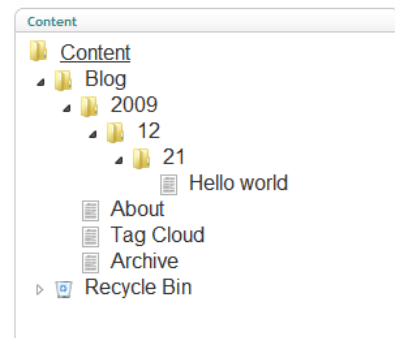 Content
Content
Blog
2009
12
21
Hello world
About
Tag Cloud
Archive
Recycle Bin